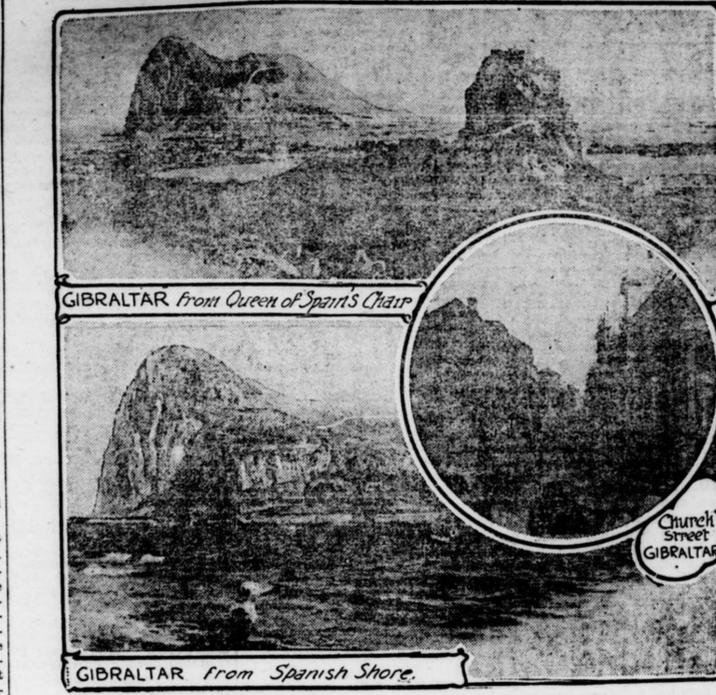 GIBRALTAR from Queen of Spain's Chair
Church
Street
GIBRALTAR
GIBRALTAR from Spanish Shore.